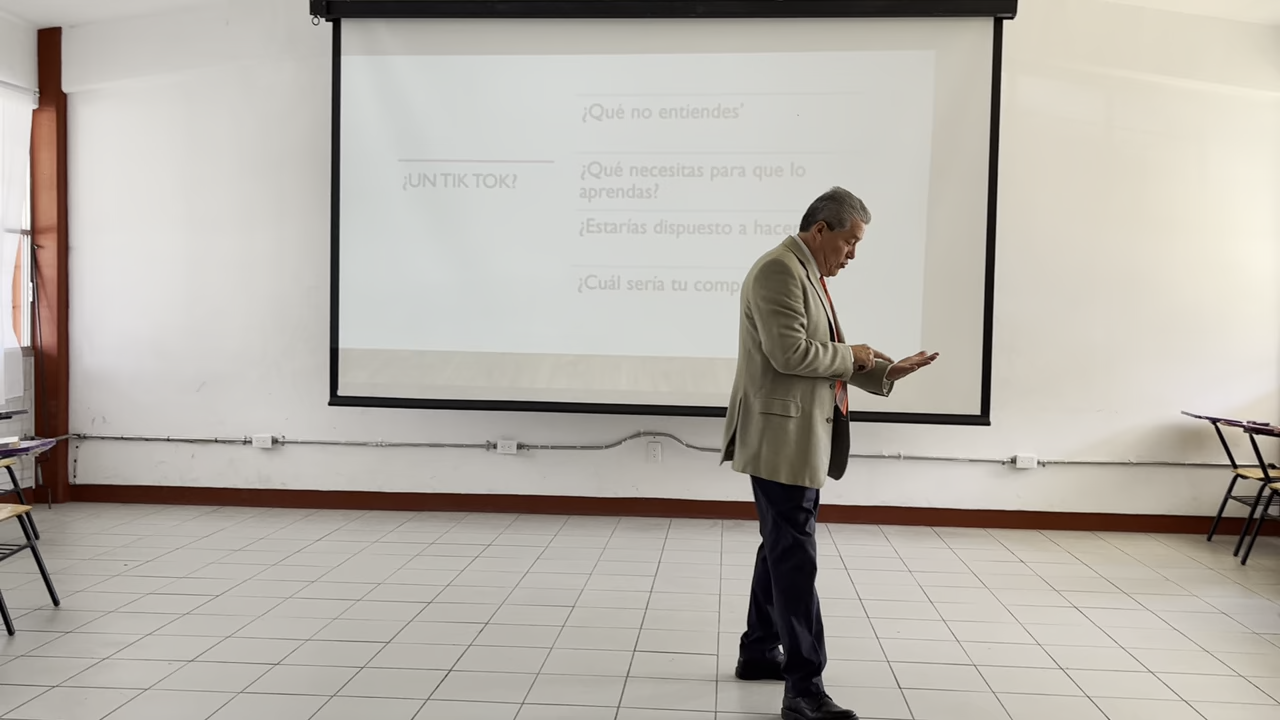 ¿UN TIK TOK?
¿Qué no entiendes'
¿Qué necesitas para que lo
aprendas?
¿Estarías dispuesto a
¿Cuál sería tu